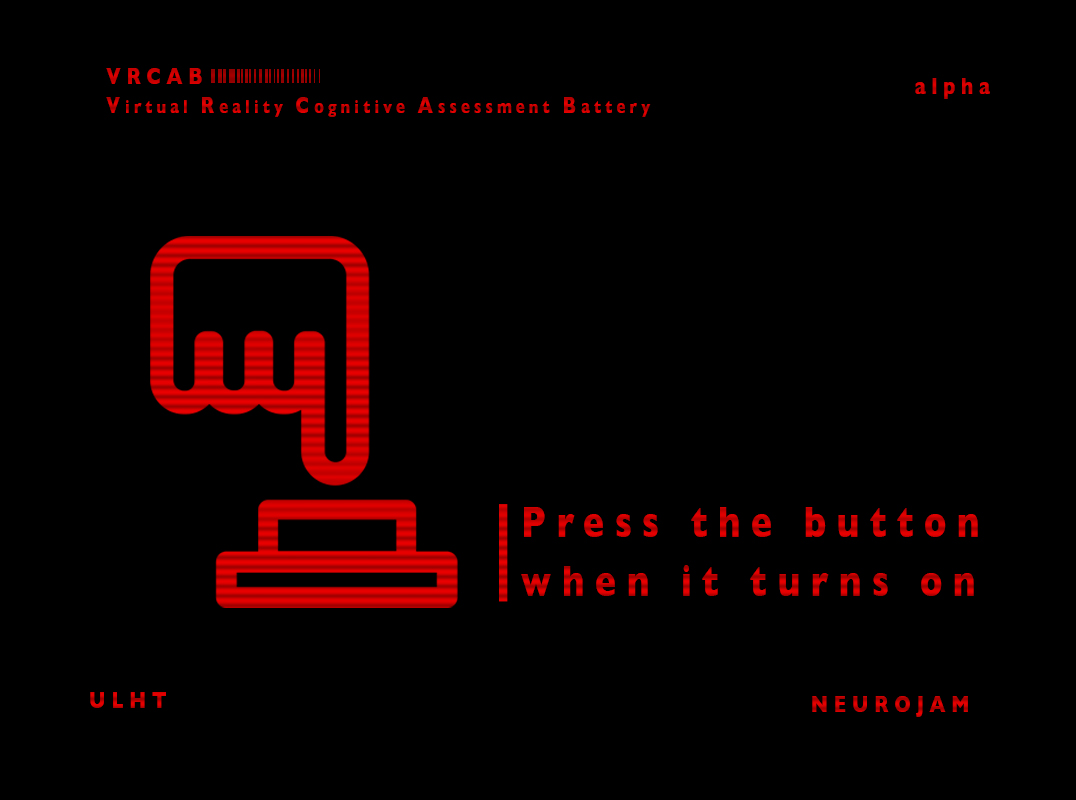 VRCAB
Virtual Reality Cognitive Assessment Battery
alpha
Press the button
when it turns on
ULHT
NEUROJAM